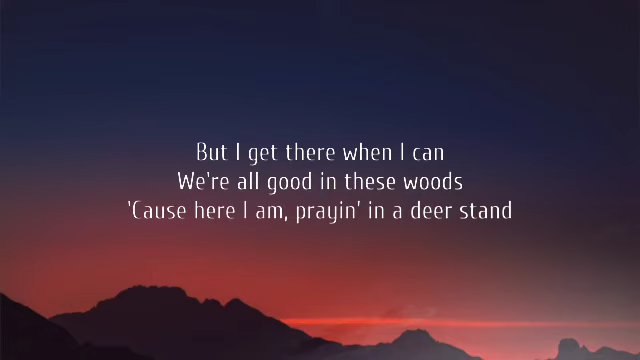 But I get there when I can
We're all good in these woods
'Cause here I am, prayin' in a deer stand